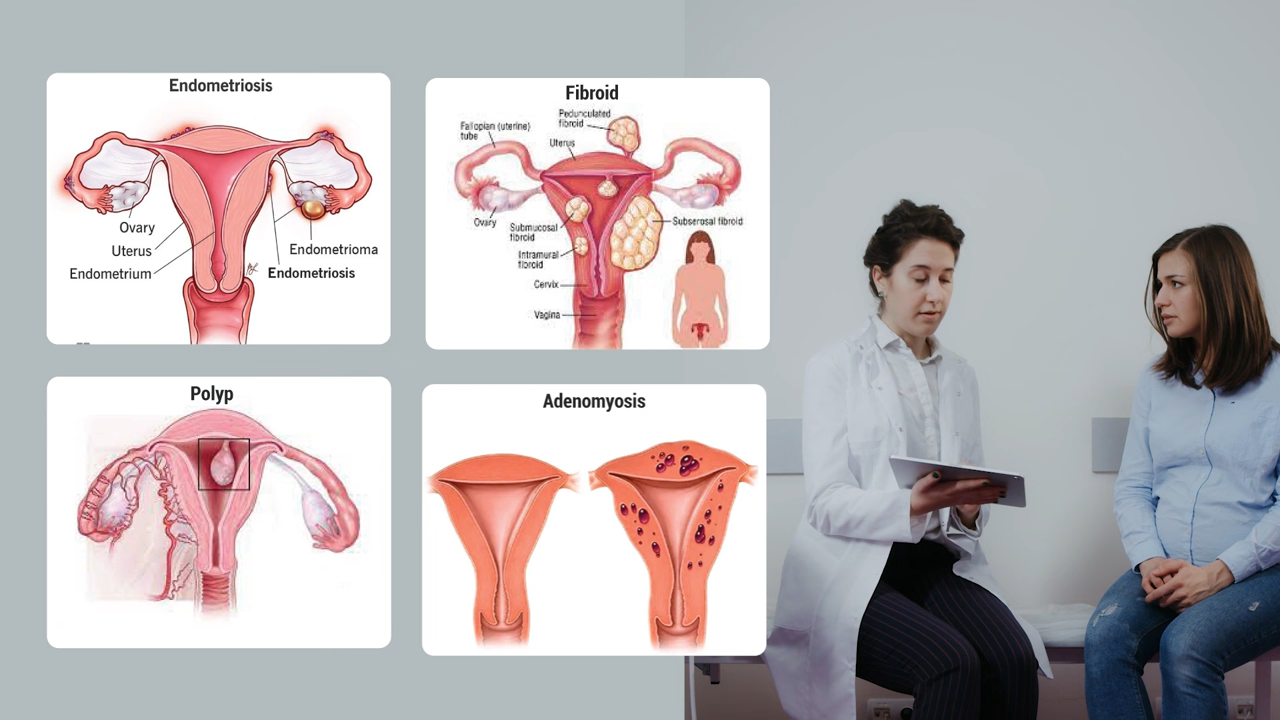 Endometriosis
Ovary
Uterus
Endometrium
Endometrioma
Endometriosis
Fibroid
Pedunculated
fibroid
Fallopian (uterine)
tube
Uterus
Ovary
Submucosal
fibroid
Subserosal fibroid
Intramural
fibroid
Cervix
Vagina
Polyp
Adenomyosis